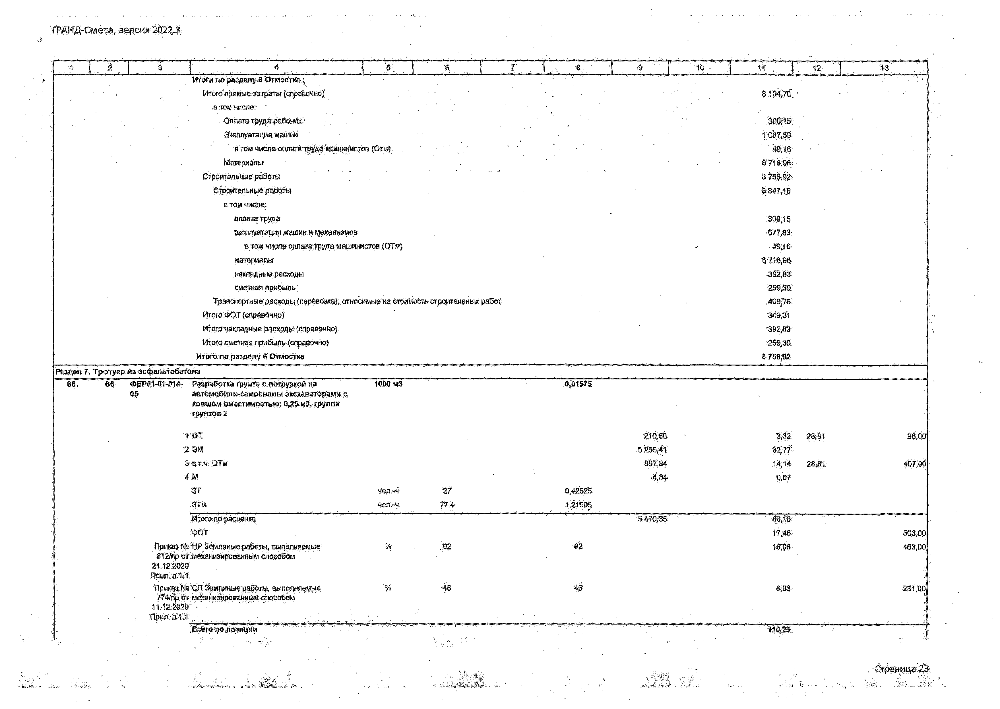 ГРАНД-Смета, версия 2022.3
1 2 3 4 5 6 7 8 9 10 11 12 13
Итоги по разделу 6 Отмостка :
Итого прямые затраты (справочно) 8 104,70
в том числе:
Оплата труда рабочих 300,15
Эксплуатация машин 1 087,59
в том числе оплата труда машинистов (Отм) 49,16
Материалы 6 716,96
Строительные работы 8 756,92
Строительные работы 8 347,16
в том числе:
оплата труда 300,15
эксплуатация машин и механизмов 677,83
в том числе оплата труда машинистов (ОТм) 49,16
материалы 6 716,96
накладные расходы 392,83
сметная прибыль 259,39
Транспортные расходы (перевозка), относимые на стоимость строительных работ 409,76
Итого ФОТ (справочно) 349,31
Итого накладные расходы (справочно) 392,83
Итого сметная прибыль (справочно) 259,39
Итого по разделу 6 Отмостка 8 756,92
Раздел 7. Тротуар из асфальтобетона
66 66 ФЕР01-01-014- Разработка грунта с погрузкой на 1000 м3 0,01575
05 автомобили-самосвалы экскаваторами с
ковшом вместимостью: 0,25 м3, группа
грунтов 2
1 ОТ 210,60 3,32 28,81 96,00
2 ЭМ 5 255,41 82,77
3 в т.ч. ОТм 897,84 14,14 28,81 407,00
4 М 4,34 0,07
ЗТ чел.-ч 27 0,42525
ЗТм чел.-ч 77,4 1,21905
Итого по расценке 5 470,35 86,16
ФОТ 17,46 503,00
Приказ № НР Земляные работы, выполняемые % 92 92 16,06 463,00
812/пр от механизированным способом
21.12.2020
Прил. п.1.1
Приказ № СП Земляные работы, выполняемые % 46 46 8,03 231,00
774/пр от механизированным способом
11.12.2020
Прил. п.1.1
Всего по позиции 110,25
Страница 23